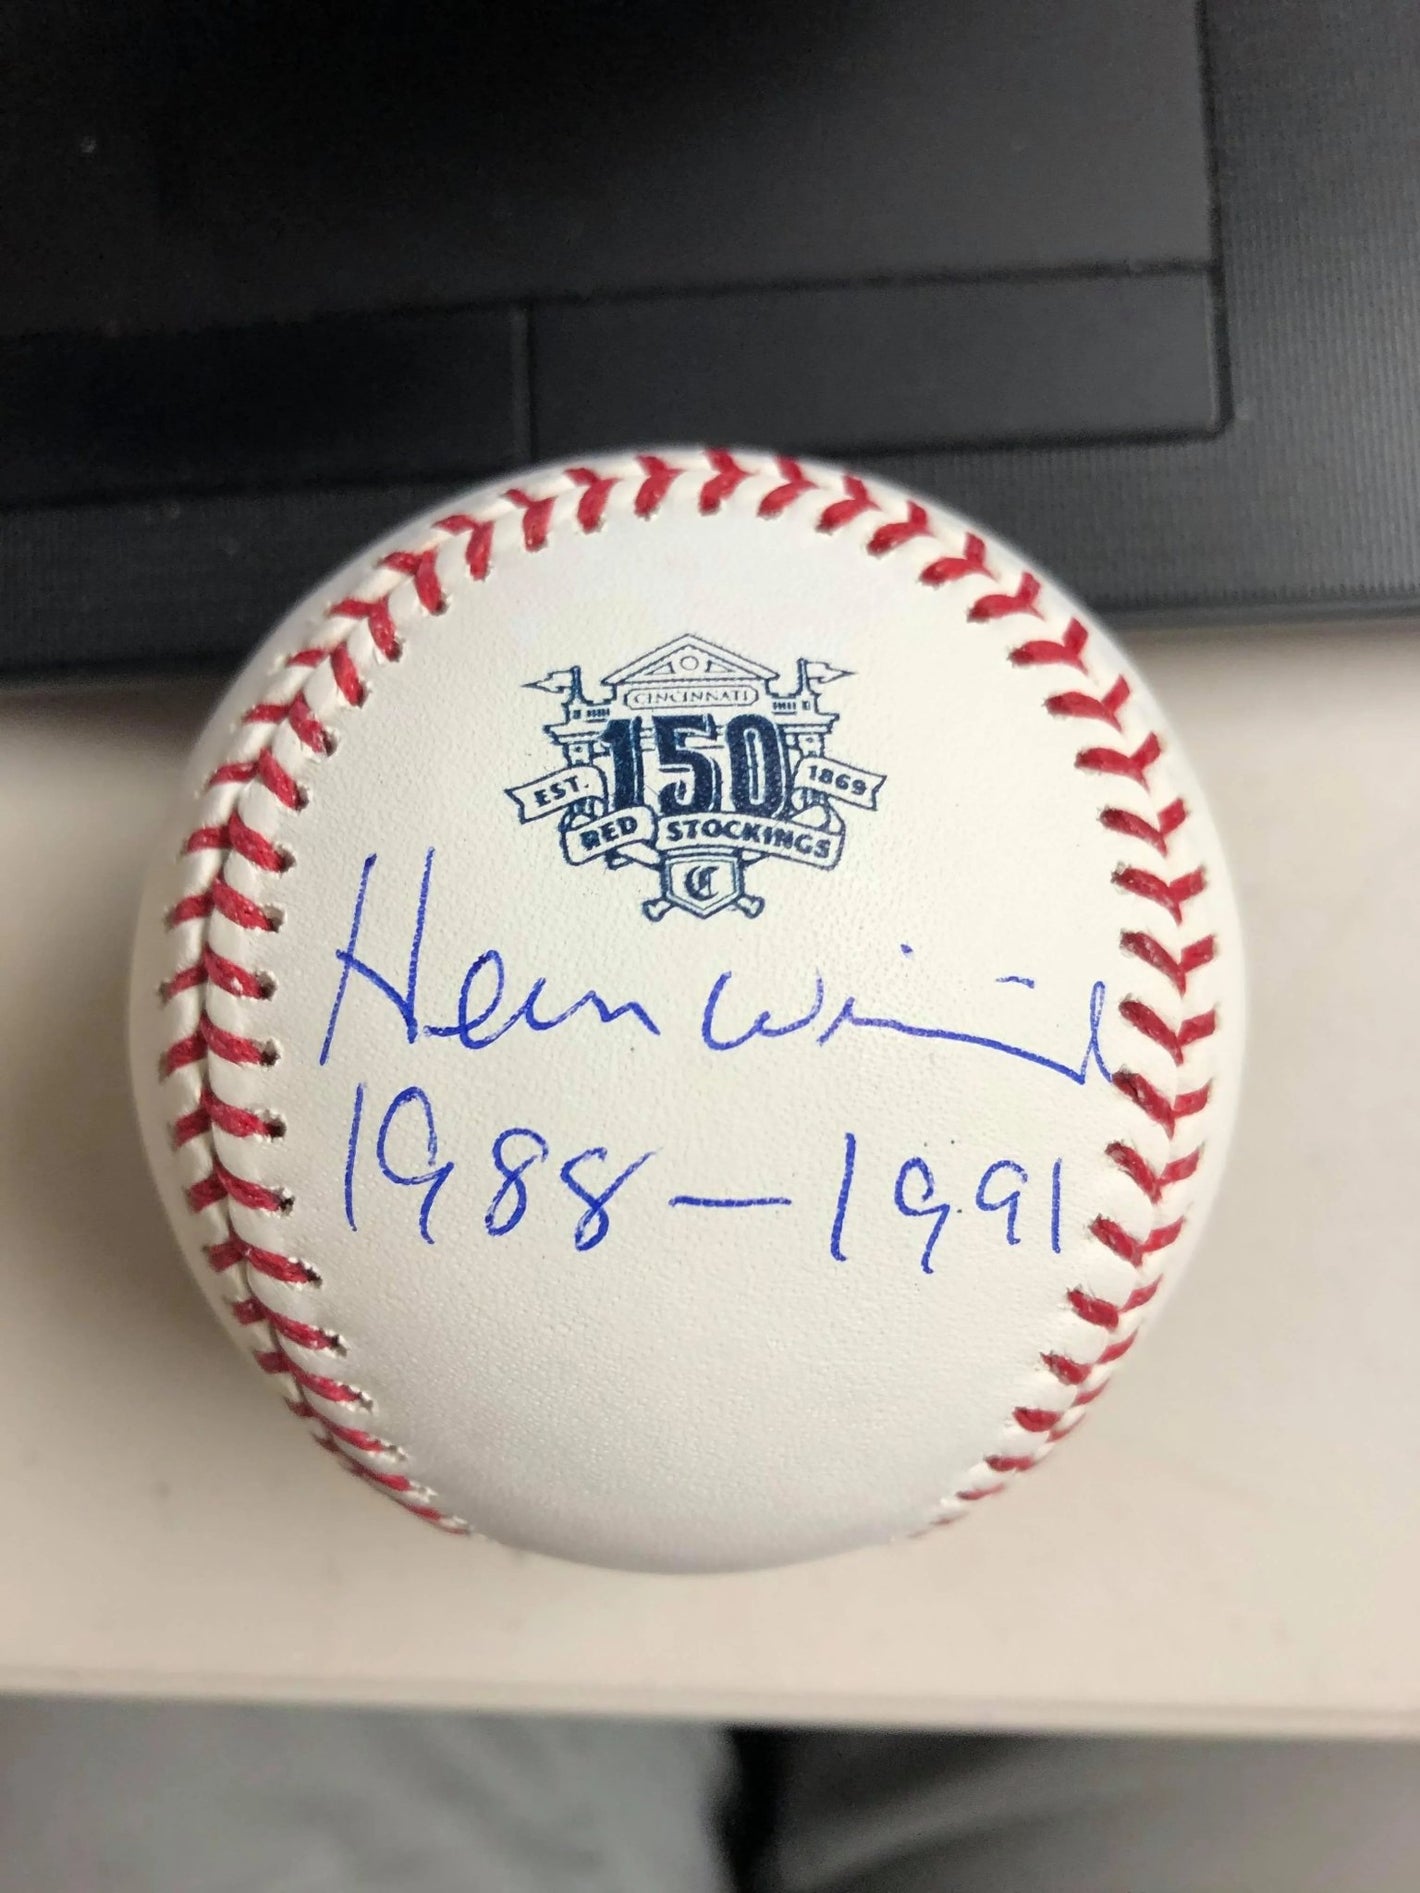 CINCINNATI
150
EST. 1869
RED STOCKINGS
C
1988 – 1991